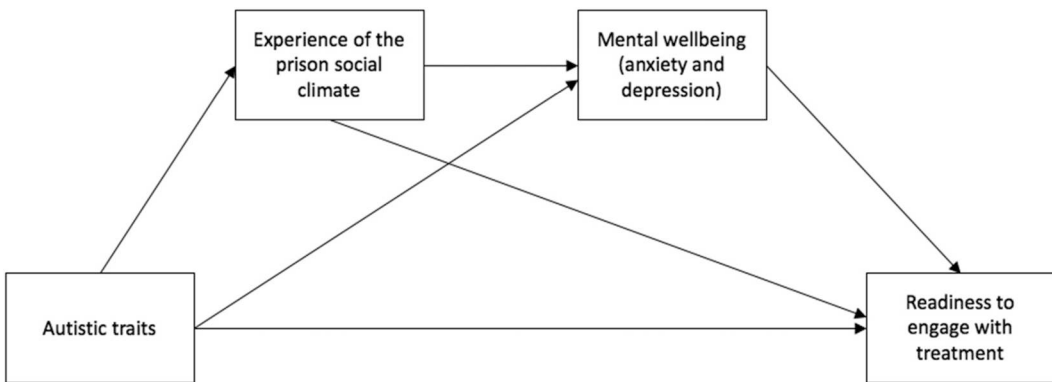 Experience of the
prison social
climate
Mental wellbeing
(anxiety and
depression)
Autistic traits
Readiness to
engage with
treatment